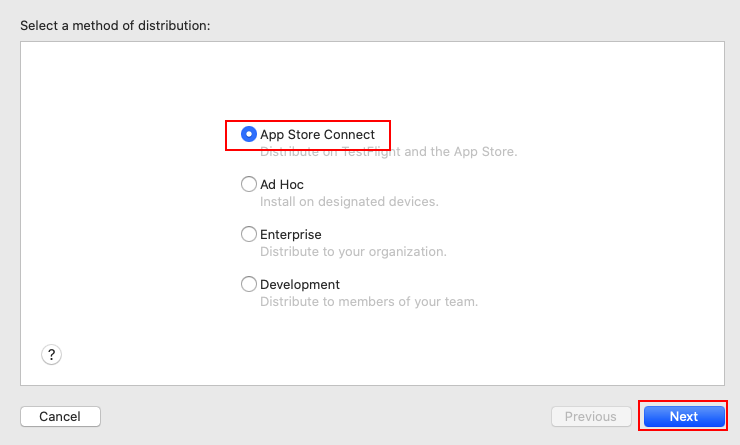 Select a method of distribution:
App Store Connect
Distribute on TestFlight and the App Store.
Ad Hoc
Install on designated devices.
Enterprise
Distribute to your organization.
Development
Distribute to members of your team.
?
Cancel
Previous
Next